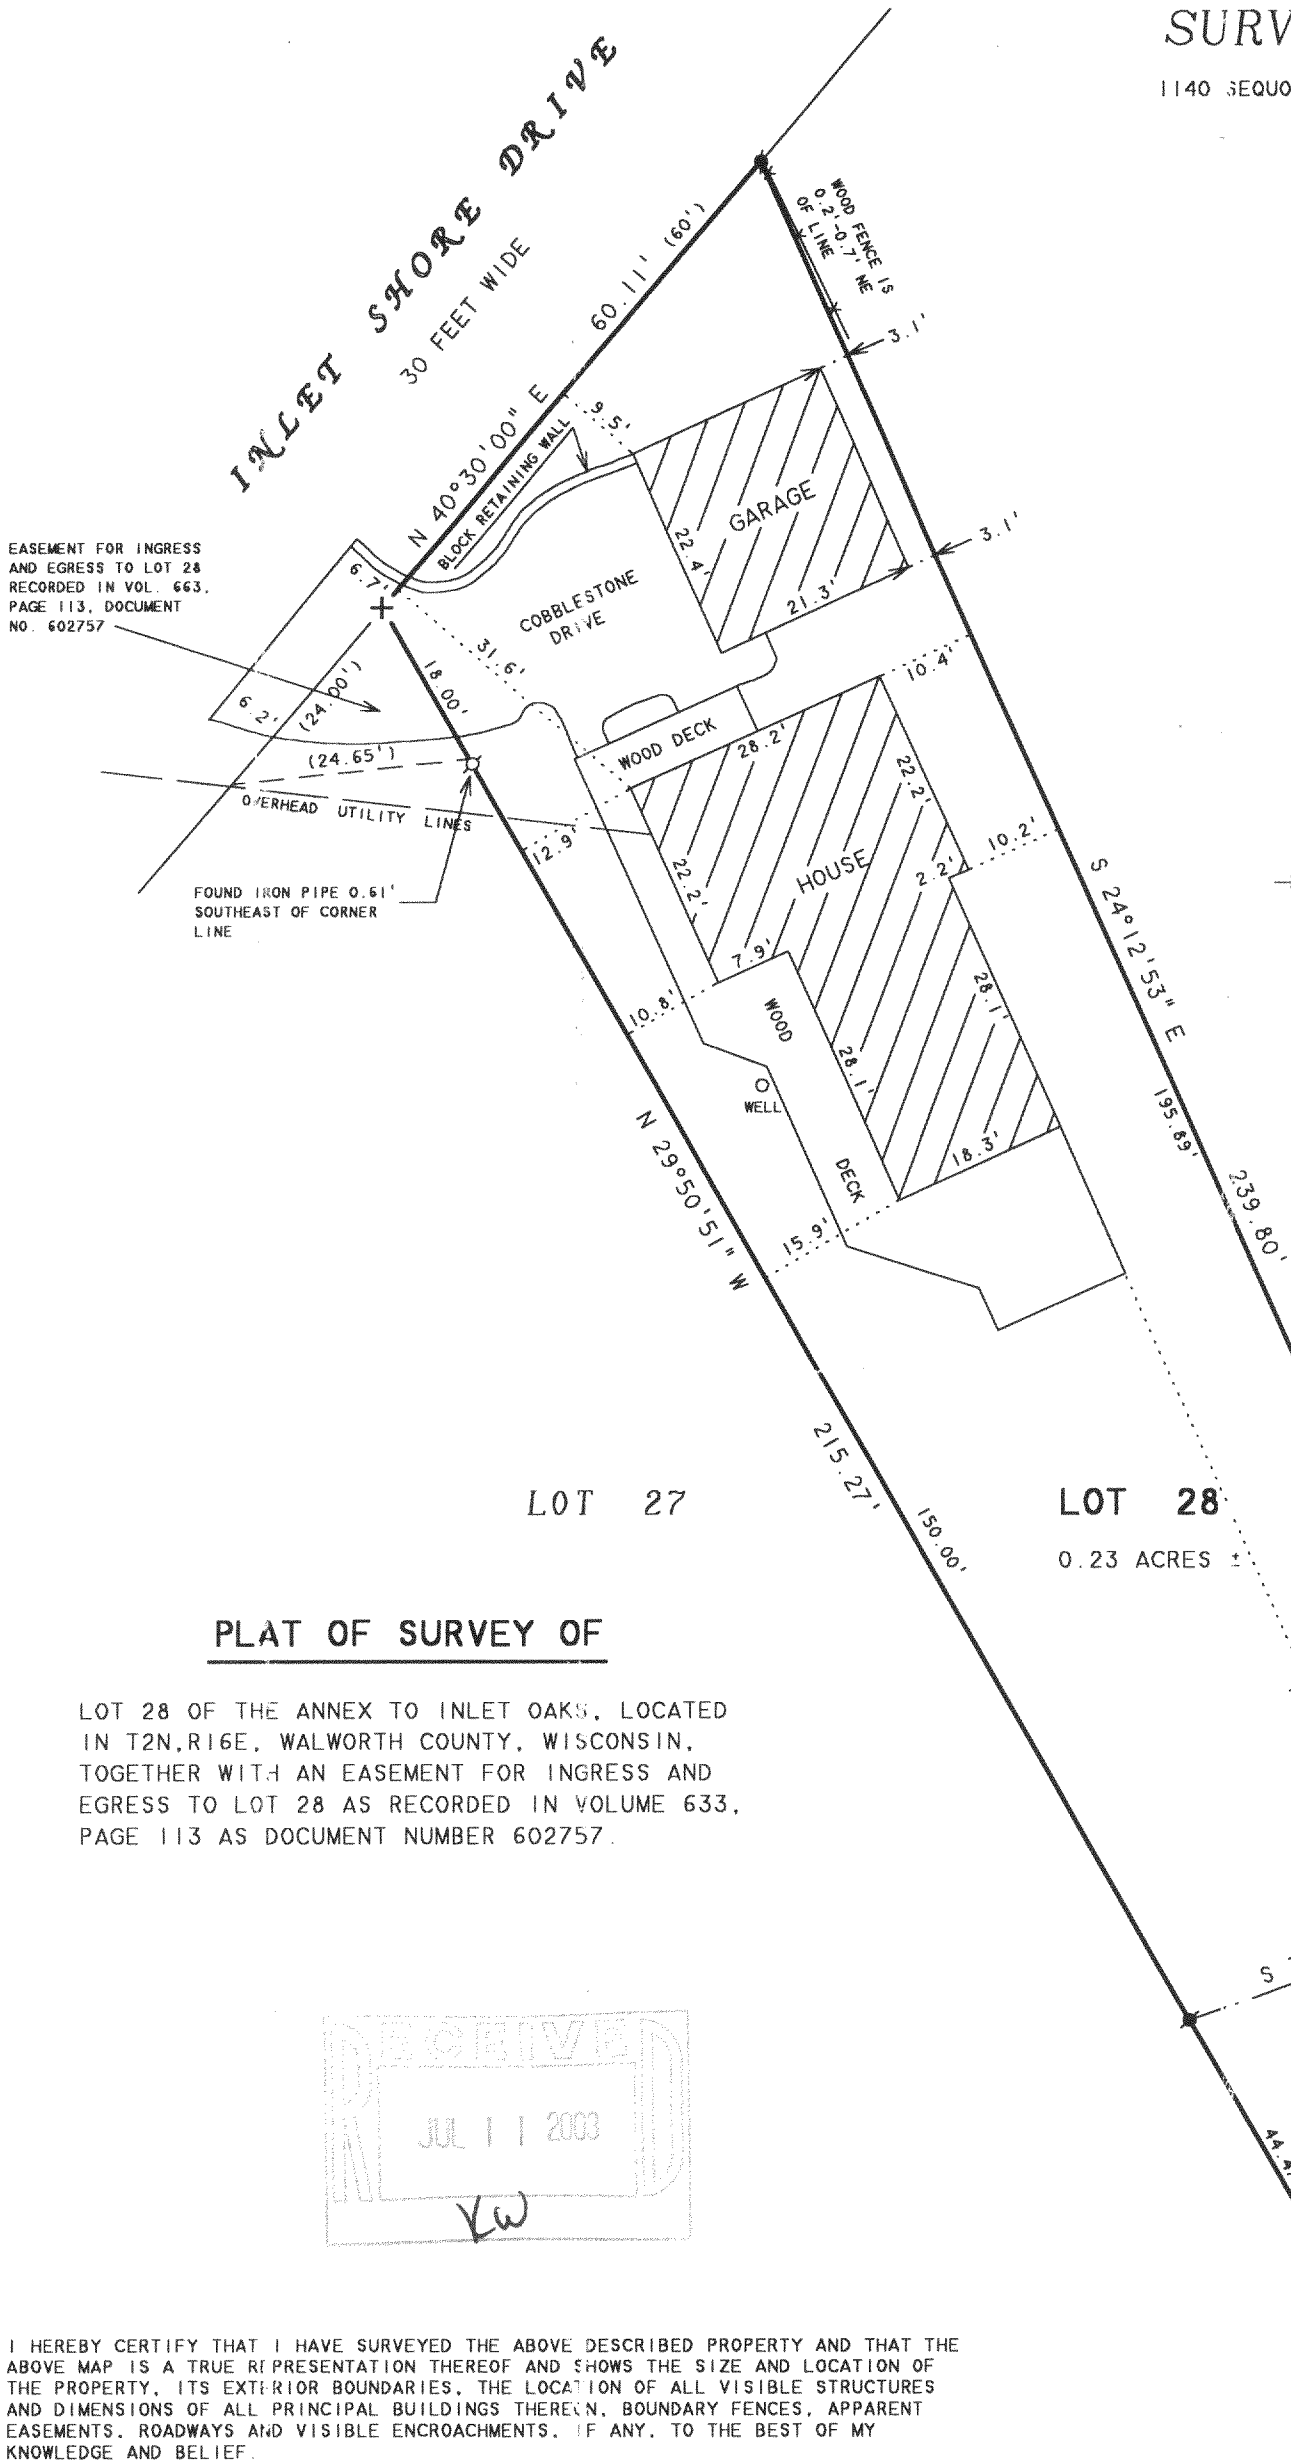 SURV
1140 SEQUO
INLET SHORE DRIVE
30 FEET WIDE
60.11' (60')
N 40°30'00" E
WOOD FENCE IS
0.2'-0.7' NE
OF LINE
3.1'
9.5'
BLOCK RETAINING WALL
GARAGE
22.4'
21.3'
3.1'
EASEMENT FOR INGRESS
AND EGRESS TO LOT 28
RECORDED IN VOL. 663,
PAGE 113, DOCUMENT
NO. 602757
6.7'
COBBLESTONE
DRIVE
31.6'
18.00'
10.4'
6.2'
(24.00')
(24.65')
WOOD DECK
28.2'
22.2'
OVERHEAD UTILITY LINES
12.9'
10.2'
HOUSE
2.2'
22.2'
FOUND IRON PIPE 0.61'
SOUTHEAST OF CORNER
LINE
7.9'
S 24°12'53" E
10.8'
WOOD
28.1'
28.1'
WELL
DECK
18.3'
195.89'
239.80'
N 29°50'51" W
15.9'
215.27'
150.00'
LOT 27
LOT 28
0.23 ACRES ±
PLAT OF SURVEY OF
LOT 28 OF THE ANNEX TO INLET OAKS, LOCATED
IN T2N,R16E, WALWORTH COUNTY, WISCONSIN,
TOGETHER WITH AN EASEMENT FOR INGRESS AND
EGRESS TO LOT 28 AS RECORDED IN VOLUME 633,
PAGE 113 AS DOCUMENT NUMBER 602757.
S
RECEIVED
JUL 11 2003
KW
44.4
I HEREBY CERTIFY THAT I HAVE SURVEYED THE ABOVE DESCRIBED PROPERTY AND THAT THE
ABOVE MAP IS A TRUE REPRESENTATION THEREOF AND SHOWS THE SIZE AND LOCATION OF
THE PROPERTY, ITS EXTERIOR BOUNDARIES, THE LOCATION OF ALL VISIBLE STRUCTURES
AND DIMENSIONS OF ALL PRINCIPAL BUILDINGS THEREON, BOUNDARY FENCES, APPARENT
EASEMENTS, ROADWAYS AND VISIBLE ENCROACHMENTS, IF ANY, TO THE BEST OF MY
KNOWLEDGE AND BELIEF.